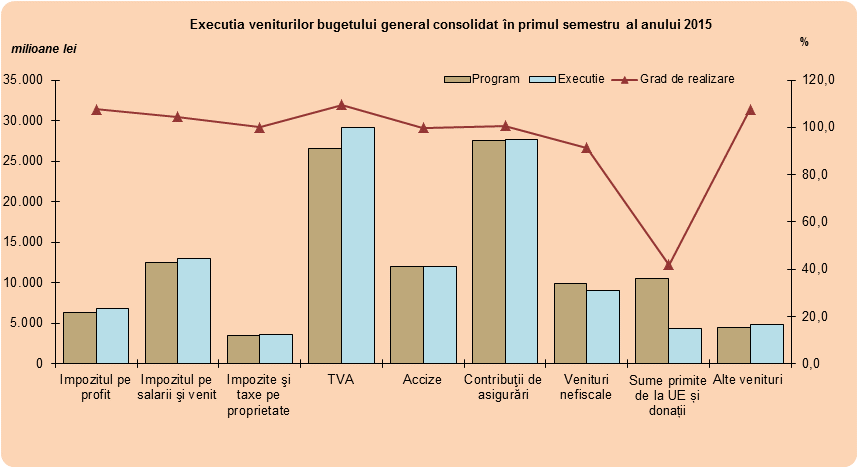 Executia veniturilor bugetului general consolidat în primul semestru al anului 2015
milioane lei
%
Program
Executie
Grad de realizare
35.000
30.000
25.000
20.000
15.000
10.000
5.000
0
120,0
100,0
80,0
60,0
40,0
20,0
0,0
Impozitul pe
profit
Impozitul pe
salarii şi venit
Impozite şi
taxe pe
proprietate
TVA
Accize
Contribuţii de
asigurări
Venituri
nefiscale
Sume primite
de la UE și
donații
Alte venituri